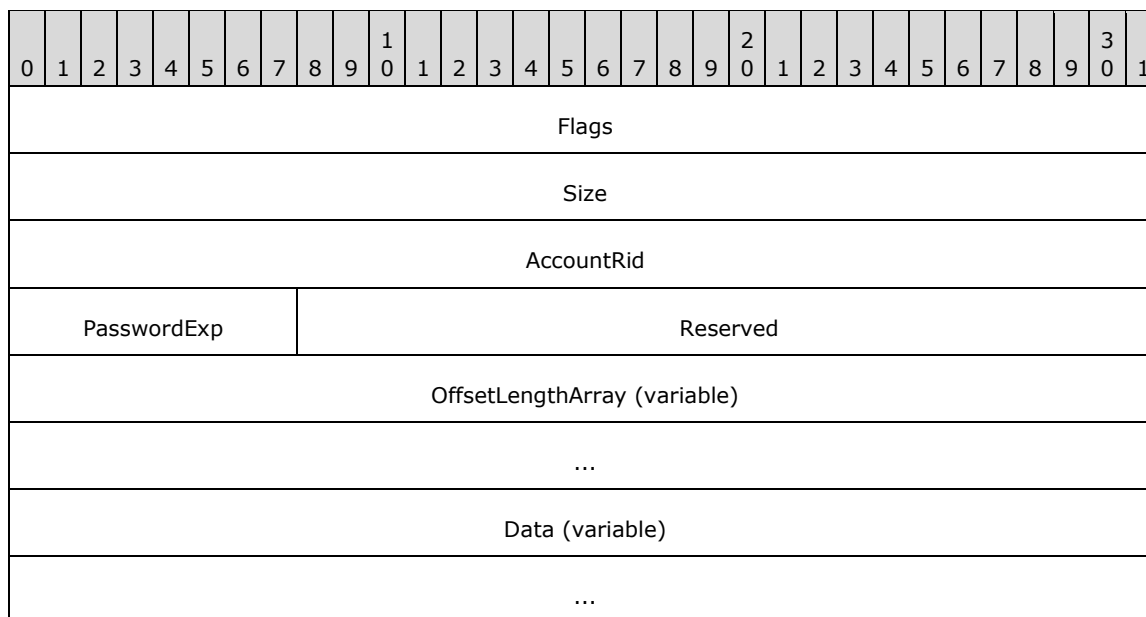 1 2 3
0 1 2 3 4 5 6 7 8 9 0 1 2 3 4 5 6 7 8 9 0 1 2 3 4 5 6 7 8 9 0 1
Flags
Size
AccountRid
PasswordExp Reserved
OffsetLengthArray (variable)
...
Data (variable)
...